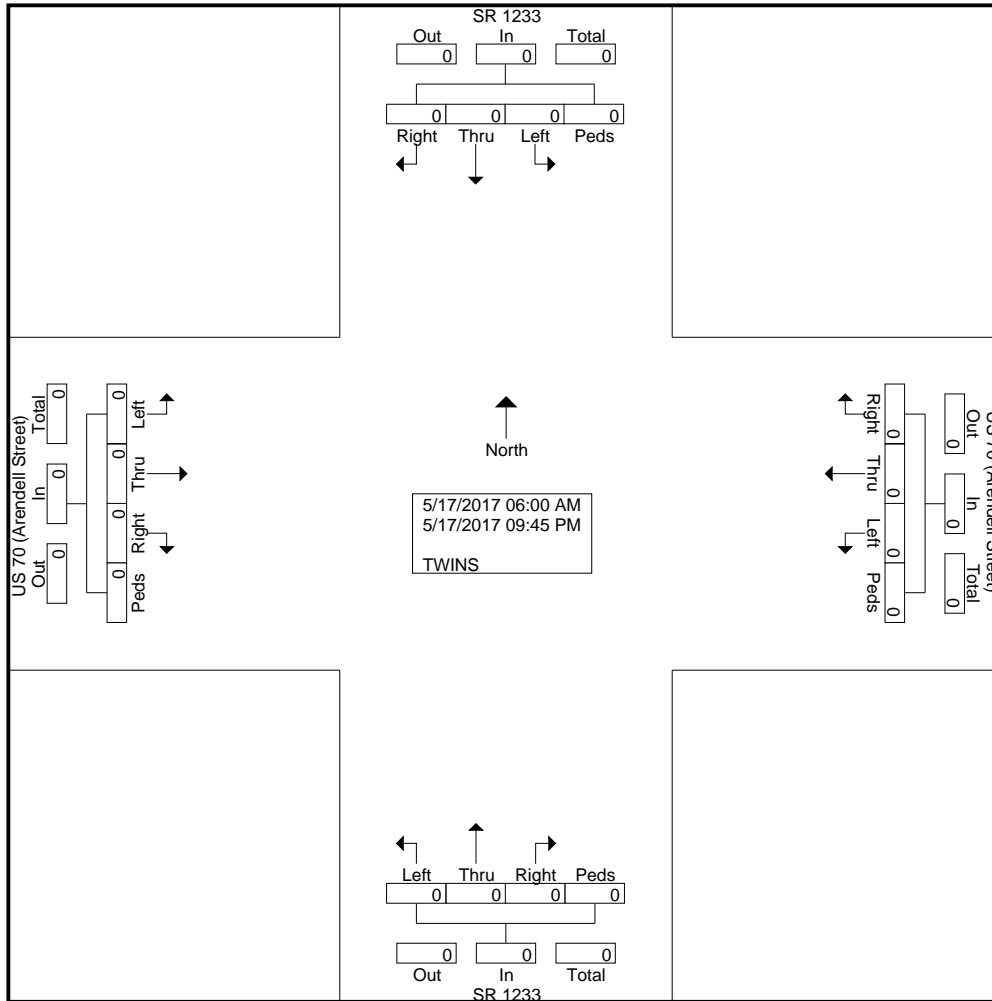 SR 1233
Out In Total
0 0 0
0 0 0 0
Right Thru Left Peds
US 70 (Arendell Street)
Total In Out
0 0 0
0 0 0 0
Left Thru Right Peds
North
5/17/2017 06:00 AM
5/17/2017 09:45 PM
TWINS
Right Thru Left Peds
0 0 0 0
0 0 0
Out In Total
US 70 (Arendell Street)
Left Thru Right Peds
0 0 0 0
0 0 0
Out In Total
SR 1233